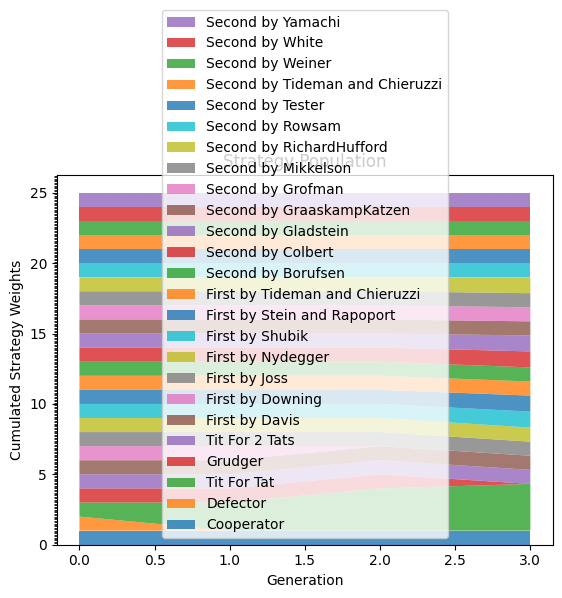 Second by Yamachi
Second by White
Second by Weiner
Second by Tideman and Chieruzzi
Second by Tester
Second by Rowsam
Second by RichardHufford
Strategy Population
Second by Mikkelson
Second by Grofman
Second by GraaskampKatzen
Second by Gladstein
Second by Colbert
Second by Borufsen
First by Tideman and Chieruzzi
First by Stein and Rapoport
First by Shubik
First by Nydegger
First by Joss
First by Downing
First by Davis
Tit For 2 Tats
Grudger
Tit For Tat
Defector
Cooperator
Cumulated Strategy Weights
25
20
15
10
5
0
0.0
0.5
1.0
1.5
2.0
2.5
3.0
Generation